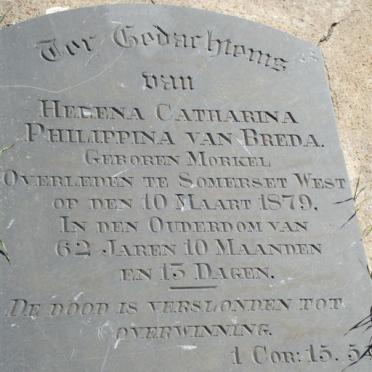 Ter Gedachtenis
van
Helena Catharina
Philippina van Breda.
Geboren Morkel
Overleden te Somerset West
op den 10 Maart 1879.
In den Ouderdom van
62 Jaren 10 Maanden
en 13 Dagen.
De dood is verslonden tot
overwinning.
1 Cor: 15. 54